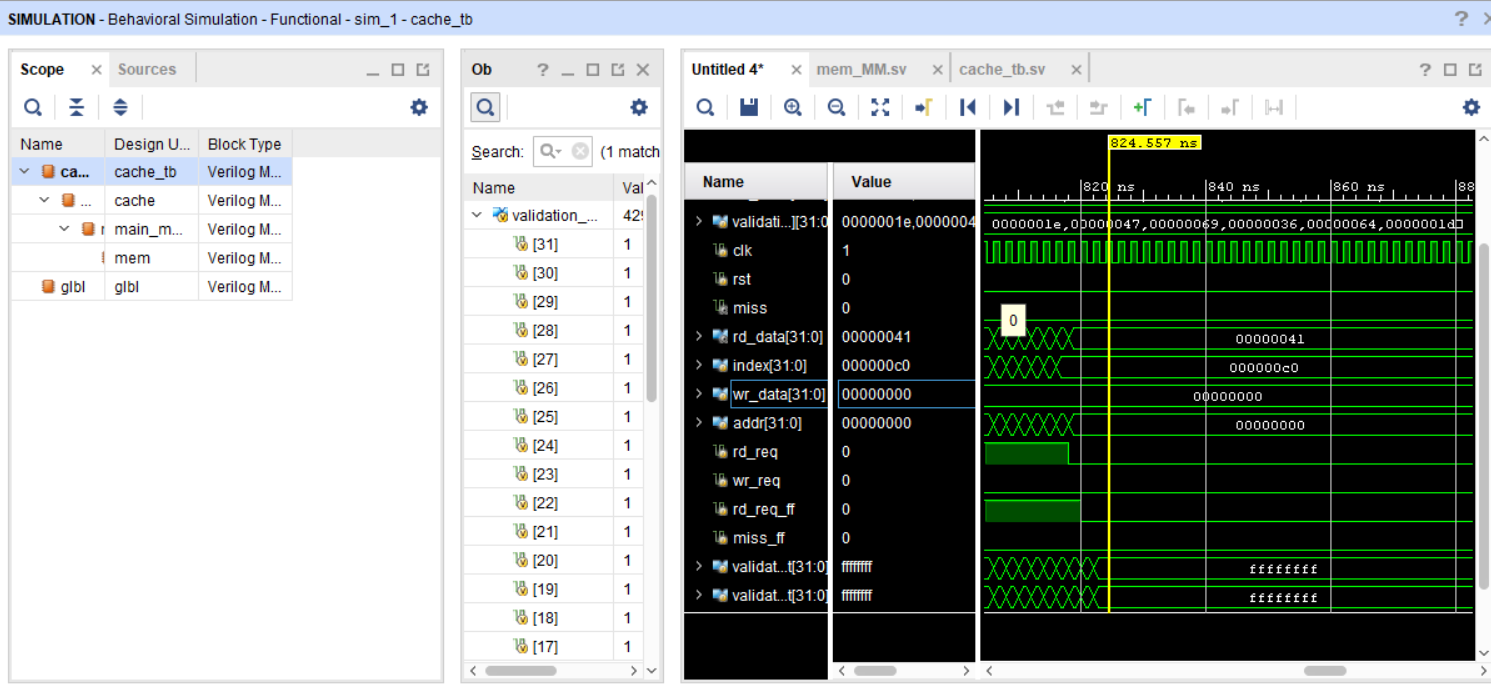 SIMULATION - Behavioral Simulation - Functional - sim_1 - cache_tb
Scope
Sources
Name Design U... Block Type
ca... cache_tb Verilog M...
... cache Verilog M...
main_m... Verilog M...
mem Verilog M...
glbl glbl Verilog M...
Ob
Search: (1 match
Name Val
validation_...
[31] 1
[30] 1
[29] 1
[28] 1
[27] 1
[26] 1
[25] 1
[24] 1
[23] 1
[22] 1
[21] 1
[20] 1
[19] 1
[18] 1
[17] 1
Untitled 4* mem_MM.sv cache_tb.sv
824.557 ns
Name Value
820 ns 840 ns 860 ns 88
validati...][31:0 0000001e,0000004 0000001e,00000047,00000069,00000036,00000064,0000001d
clk 1
rst 0
miss 0
0
rd_data[31:0] 00000041 00000041
index[31:0] 000000c0 000000c0
wr_data[31:0] 00000000 00000000
addr[31:0] 00000000 00000000
rd_req 0
wr_req 0
rd_req_ff 0
miss_ff 0
validat...t[31:0] ffffffff ffffffff
validat...t[31:0] ffffffff ffffffff